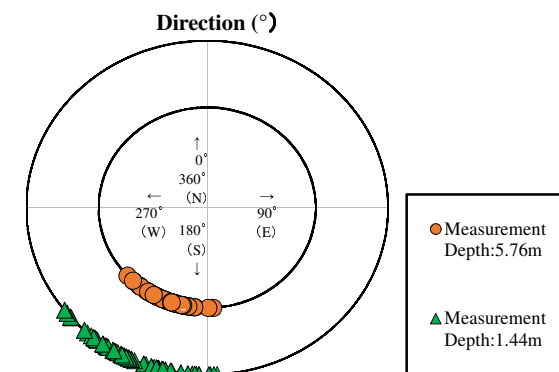 Direction (°)
↑
0°
360°
(N)
← →
270° 90°
(W) (E)
180°
(S)
↓
Measurement
Depth:5.76m
Measurement
Depth:1.44m